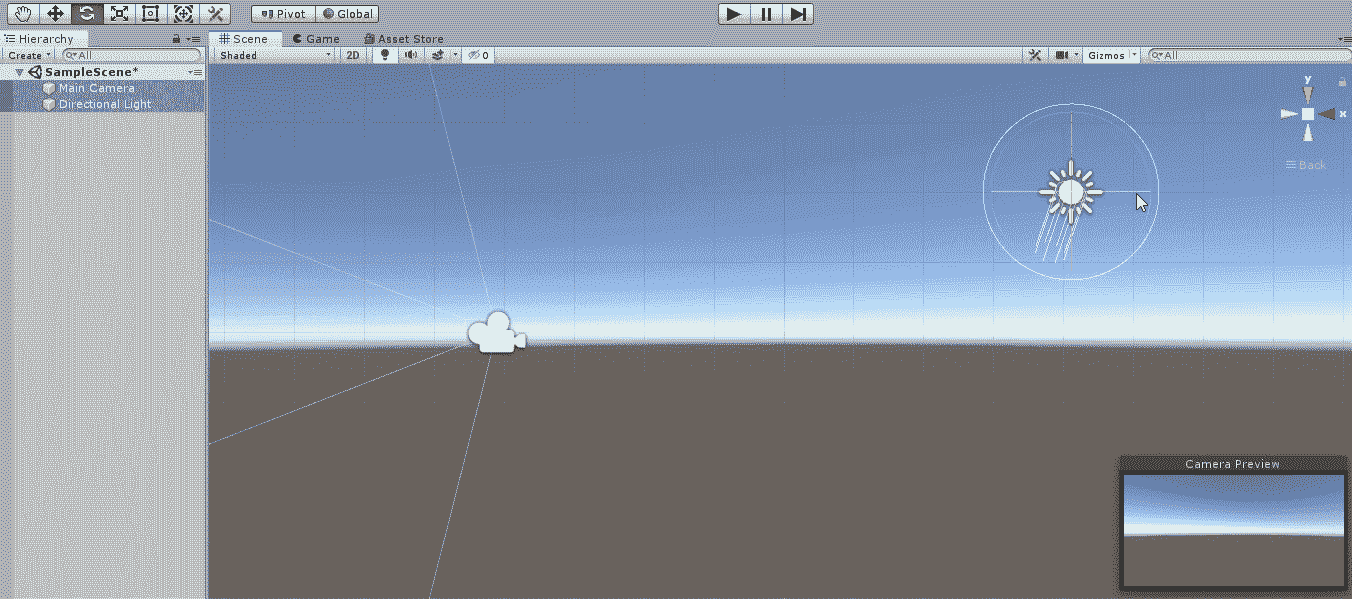 Pivot Global
Hierarchy
Scene Game Asset Store
Create All
Shaded 2D 0 Gizmos All
SampleScene*
Main Camera
Directional Light
y
x
Back
Camera Preview